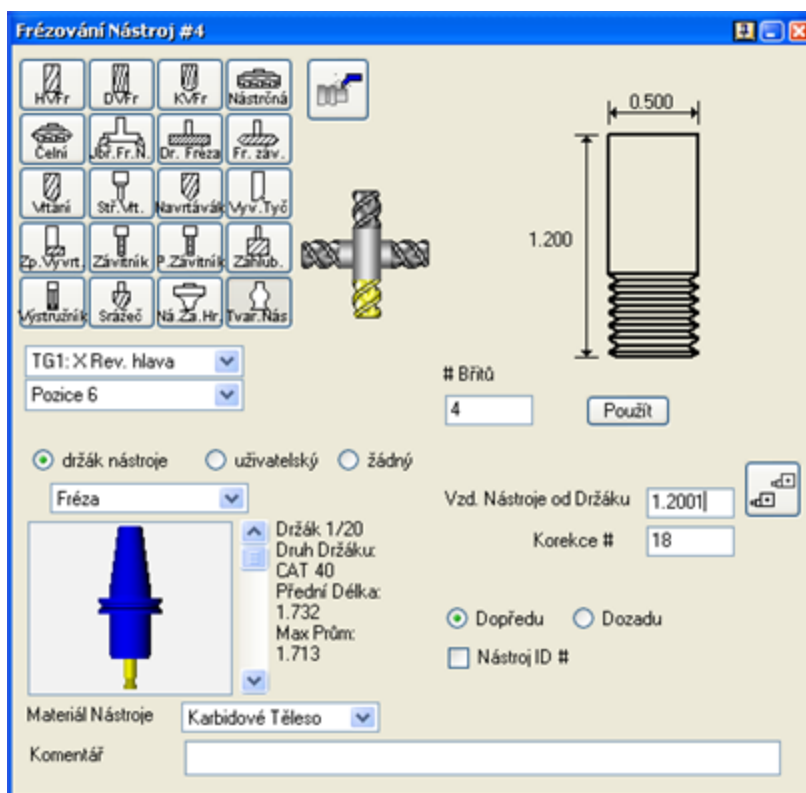 Frézování Nástroj #4
HVFr DVFr KVFr Nástrčná
Čelní Úbř.Fr.N. Dr. Fréza Fr. záv.
Vrtání Stř.Vrt. Navrtávák Vyv.Tyč
Zp.Vyvrt. Závitník P.Závitník Záhlub.
Výstružník Srážeč Ná.Za.Hr. Tvar.Nás
0.500
1.200
TG1: X Rev. hlava
Pozice 6
# Břitů
4 Použít
držák nástroje uživatelský žádný
Fréza
Držák 1/20
Druh Držáku:
CAT 40
Přední Délka:
1.732
Max Prům:
1.713
Vzd. Nástroje od Držáku 1.2001
Korekce # 18
Dopředu Dozadu
Nástroj ID #
Materiál Nástroje Karbidové Těleso
Komentář